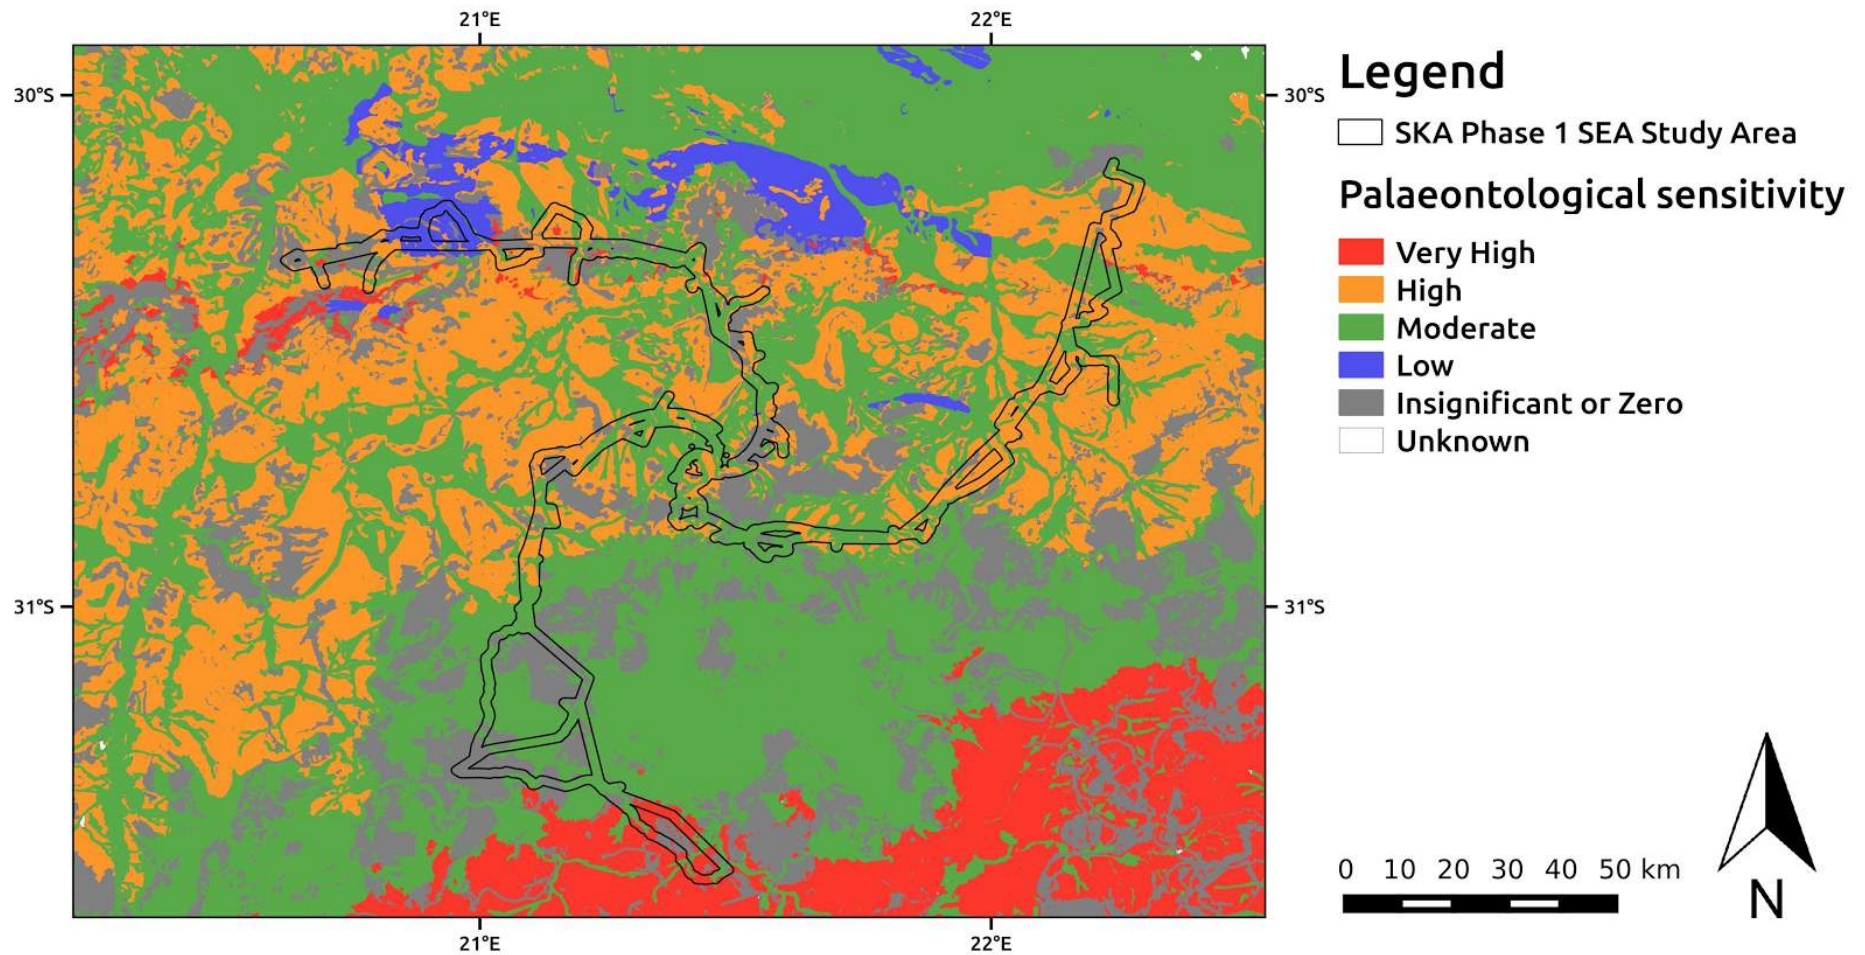 21°E 22°E
30°S 30°S
31°S 31°S
21°E 22°E
Legend
SKA Phase 1 SEA Study Area
Palaeontological sensitivity
Very High
High
Moderate
Low
Insignificant or Zero
Unknown
0 10 20 30 40 50 km
N